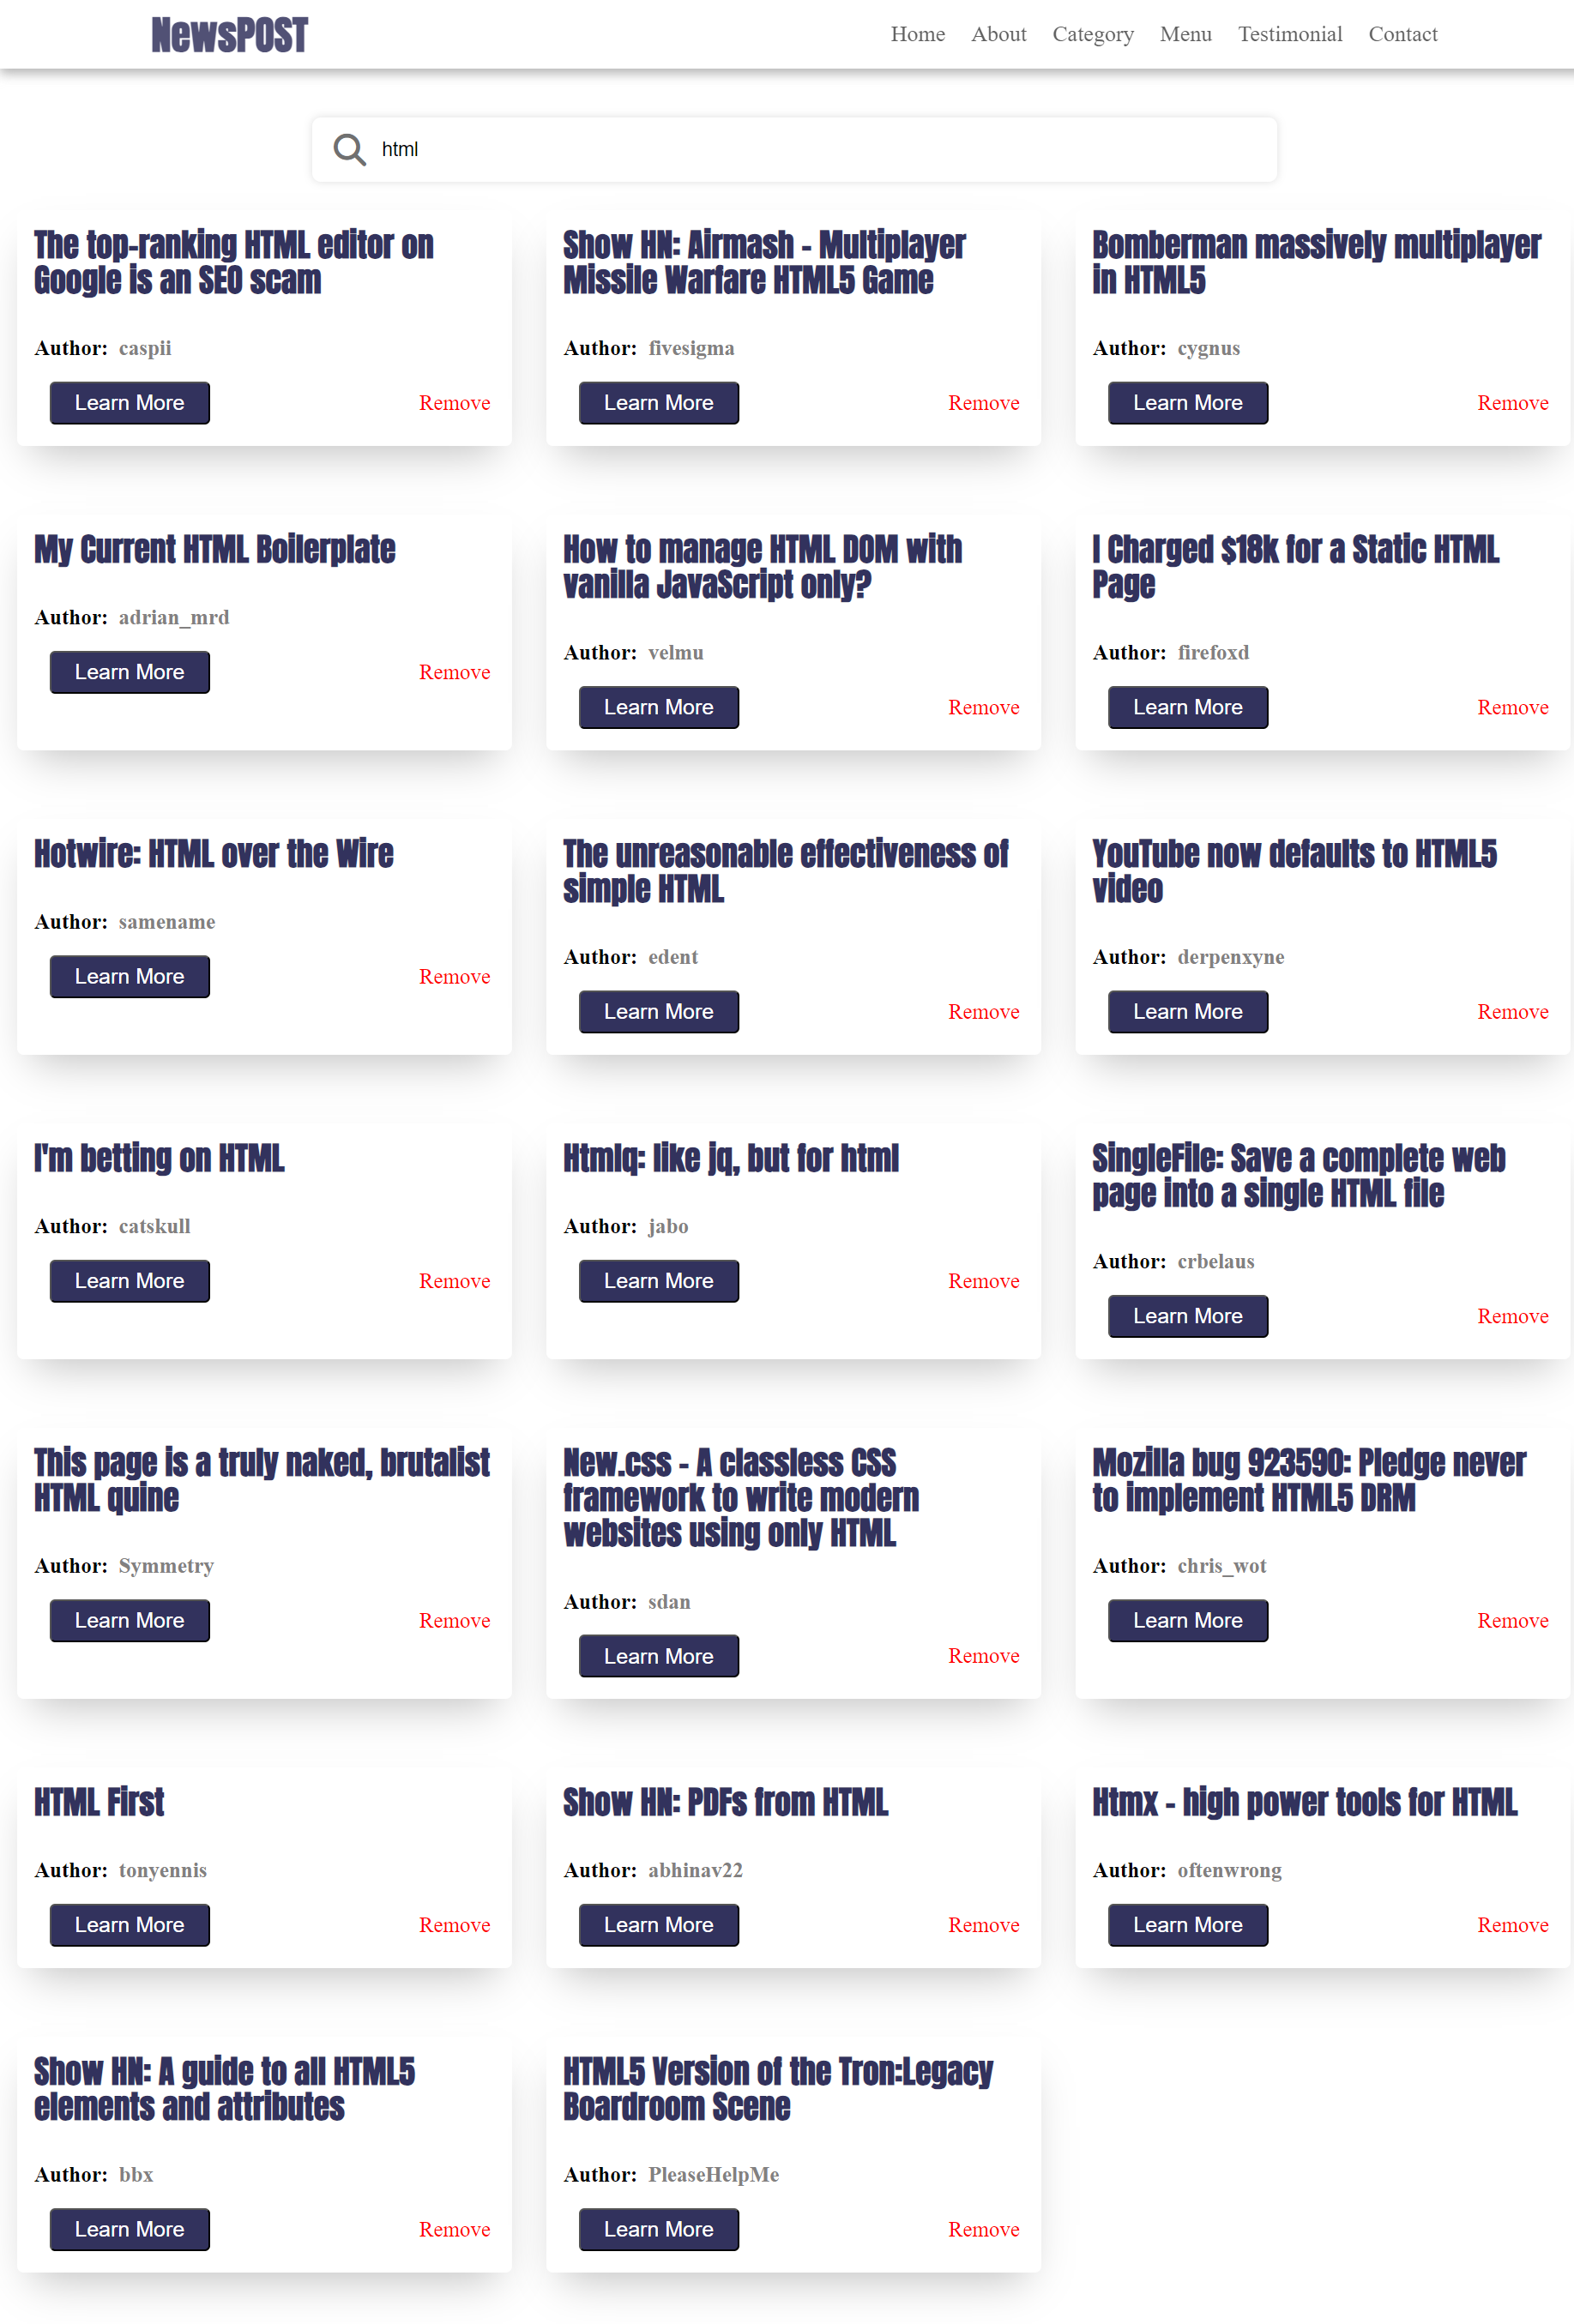 NewsPOST
Home About Category Menu Testimonial Contact
html
The top-ranking HTML editor on
Google is an SEO scam
Author: caspii
Learn More Remove
Show HN: Airmash - Multiplayer
Missile Warfare HTML5 Game
Author: fivesigma
Learn More Remove
Bomberman massively multiplayer
in HTML5
Author: cygnus
Learn More Remove
My Current HTML Boilerplate
Author: adrian_mrd
Learn More Remove
How to manage HTML DOM with
vanilla JavaScript only?
Author: velmu
Learn More Remove
I Charged $18k for a Static HTML
Page
Author: firefoxd
Learn More Remove
Hotwire: HTML over the Wire
Author: samename
Learn More Remove
The unreasonable effectiveness of
simple HTML
Author: edent
Learn More Remove
YouTube now defaults to HTML5
video
Author: derpenxyne
Learn More Remove
I'm betting on HTML
Author: catskull
Learn More Remove
Htmlq: like jq, but for html
Author: jabo
Learn More Remove
SingleFile: Save a complete web
page into a single HTML file
Author: crbelaus
Learn More Remove
This page is a truly naked, brutalist
HTML quine
Author: Symmetry
Learn More Remove
New.css - A classless CSS
framework to write modern
websites using only HTML
Author: sdan
Learn More Remove
Mozilla bug 923590: Pledge never
to implement HTML5 DRM
Author: chris_wot
Learn More Remove
HTML First
Author: tonyennis
Learn More Remove
Show HN: PDFs from HTML
Author: abhinav22
Learn More Remove
Htmx - high power tools for HTML
Author: oftenwrong
Learn More Remove
Show HN: A guide to all HTML5
elements and attributes
Author: bbx
Learn More Remove
HTML5 Version of the Tron:Legacy
Boardroom Scene
Author: PleaseHelpMe
Learn More Remove